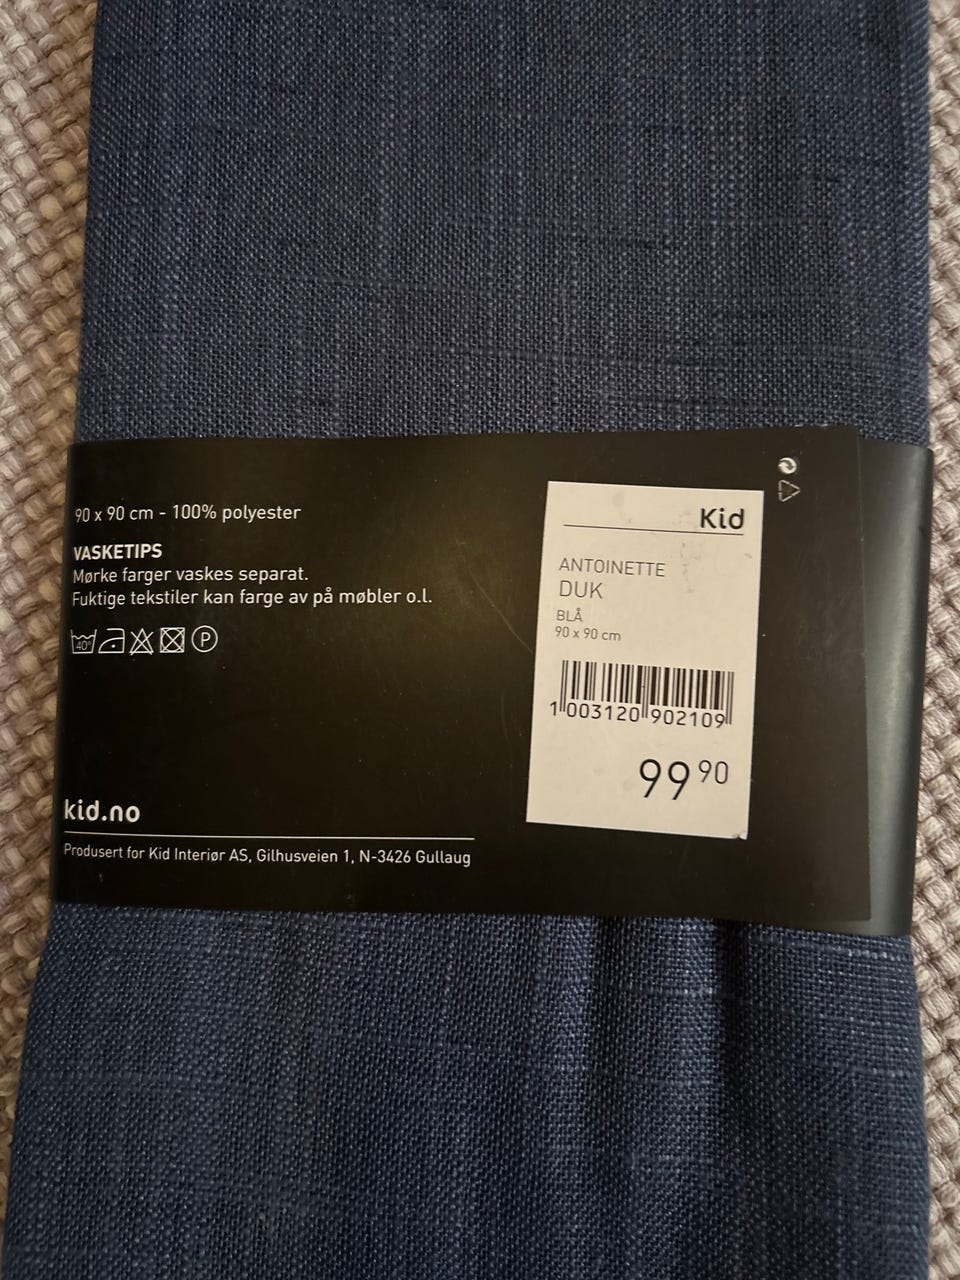 90 x 90 cm - 100% polyester
VASKETIPS
Mørke farger vaskes separat.
Fuktige tekstiler kan farge av på møbler o.l.
40°
P
kid.no
Produsert for Kid Interiør AS, Gilhusveien 1, N-3426 Gullaug
Kid
ANTOINETTE
DUK
BLÅ
90 x 90 cm
1 003120 902109
99 90